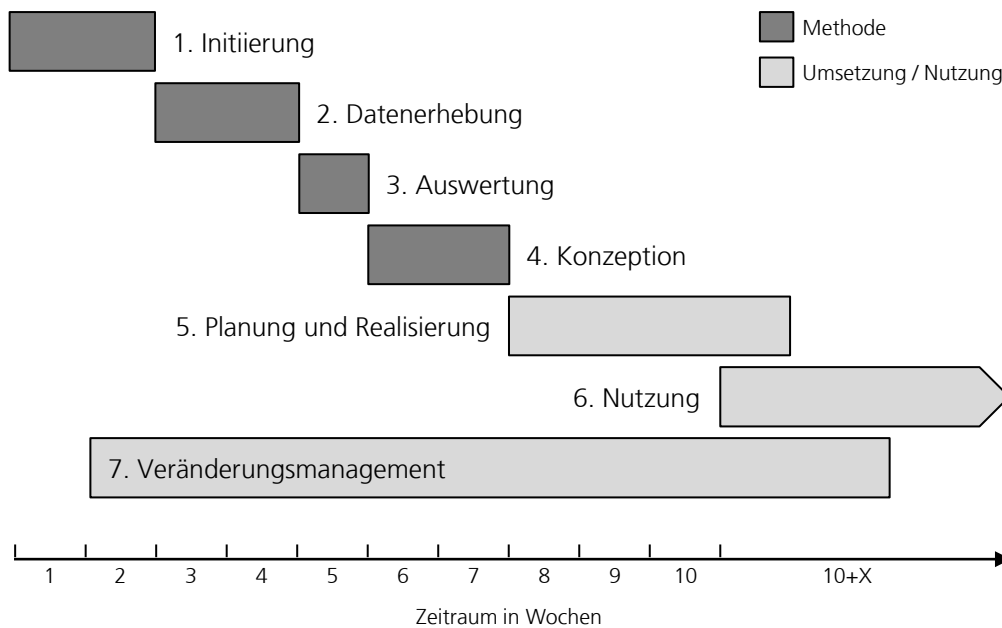 1. Initiierung
Methode
Umsetzung / Nutzung
2. Datenerhebung
3. Auswertung
4. Konzeption
5. Planung und Realisierung
6. Nutzung
7. Veränderungsmanagement
1 2 3 4 5 6 7 8 9 10 10+X
Zeitraum in Wochen